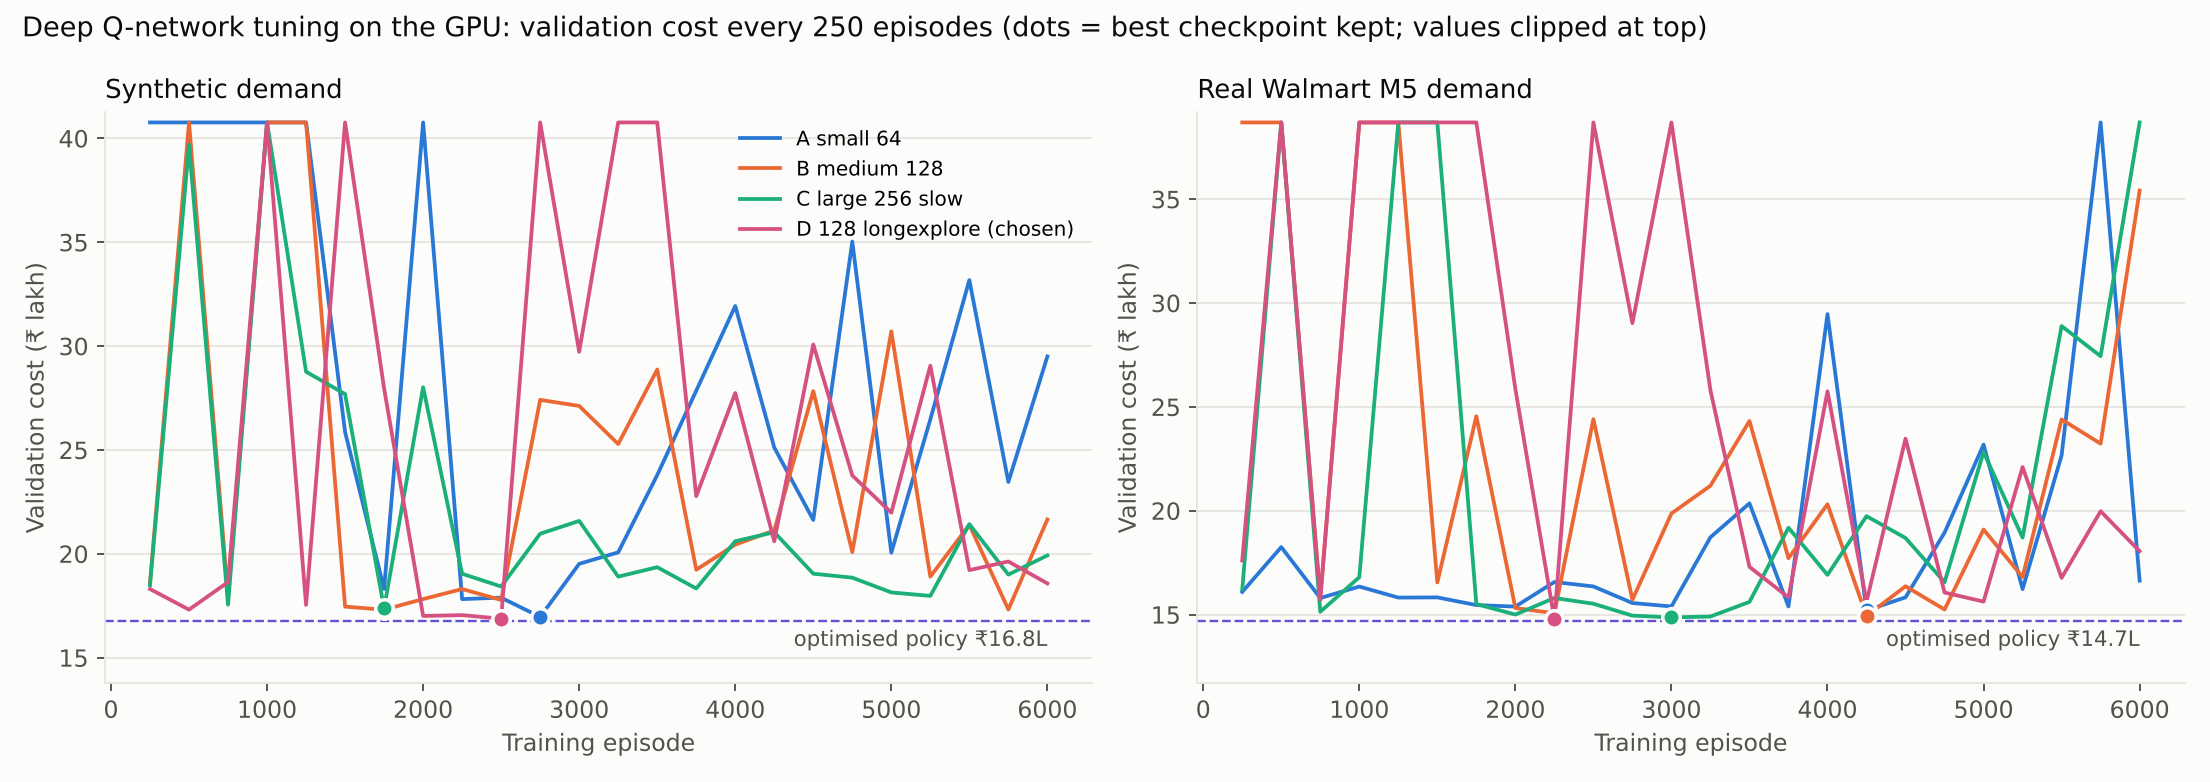 Deep Q-network tuning on the GPU: validation cost every 250 episodes (dots = best checkpoint kept; values clipped at top)
Synthetic demand
Validation cost (₹ lakh)
40
35
30
25
20
15
A small 64
B medium 128
C large 256 slow
D 128 longexplore (chosen)
optimised policy ₹16.8L
0 1000 2000 3000 4000 5000 6000
Training episode
Real Walmart M5 demand
Validation cost (₹ lakh)
35
30
25
20
15
optimised policy ₹14.7L
0 1000 2000 3000 4000 5000 6000
Training episode